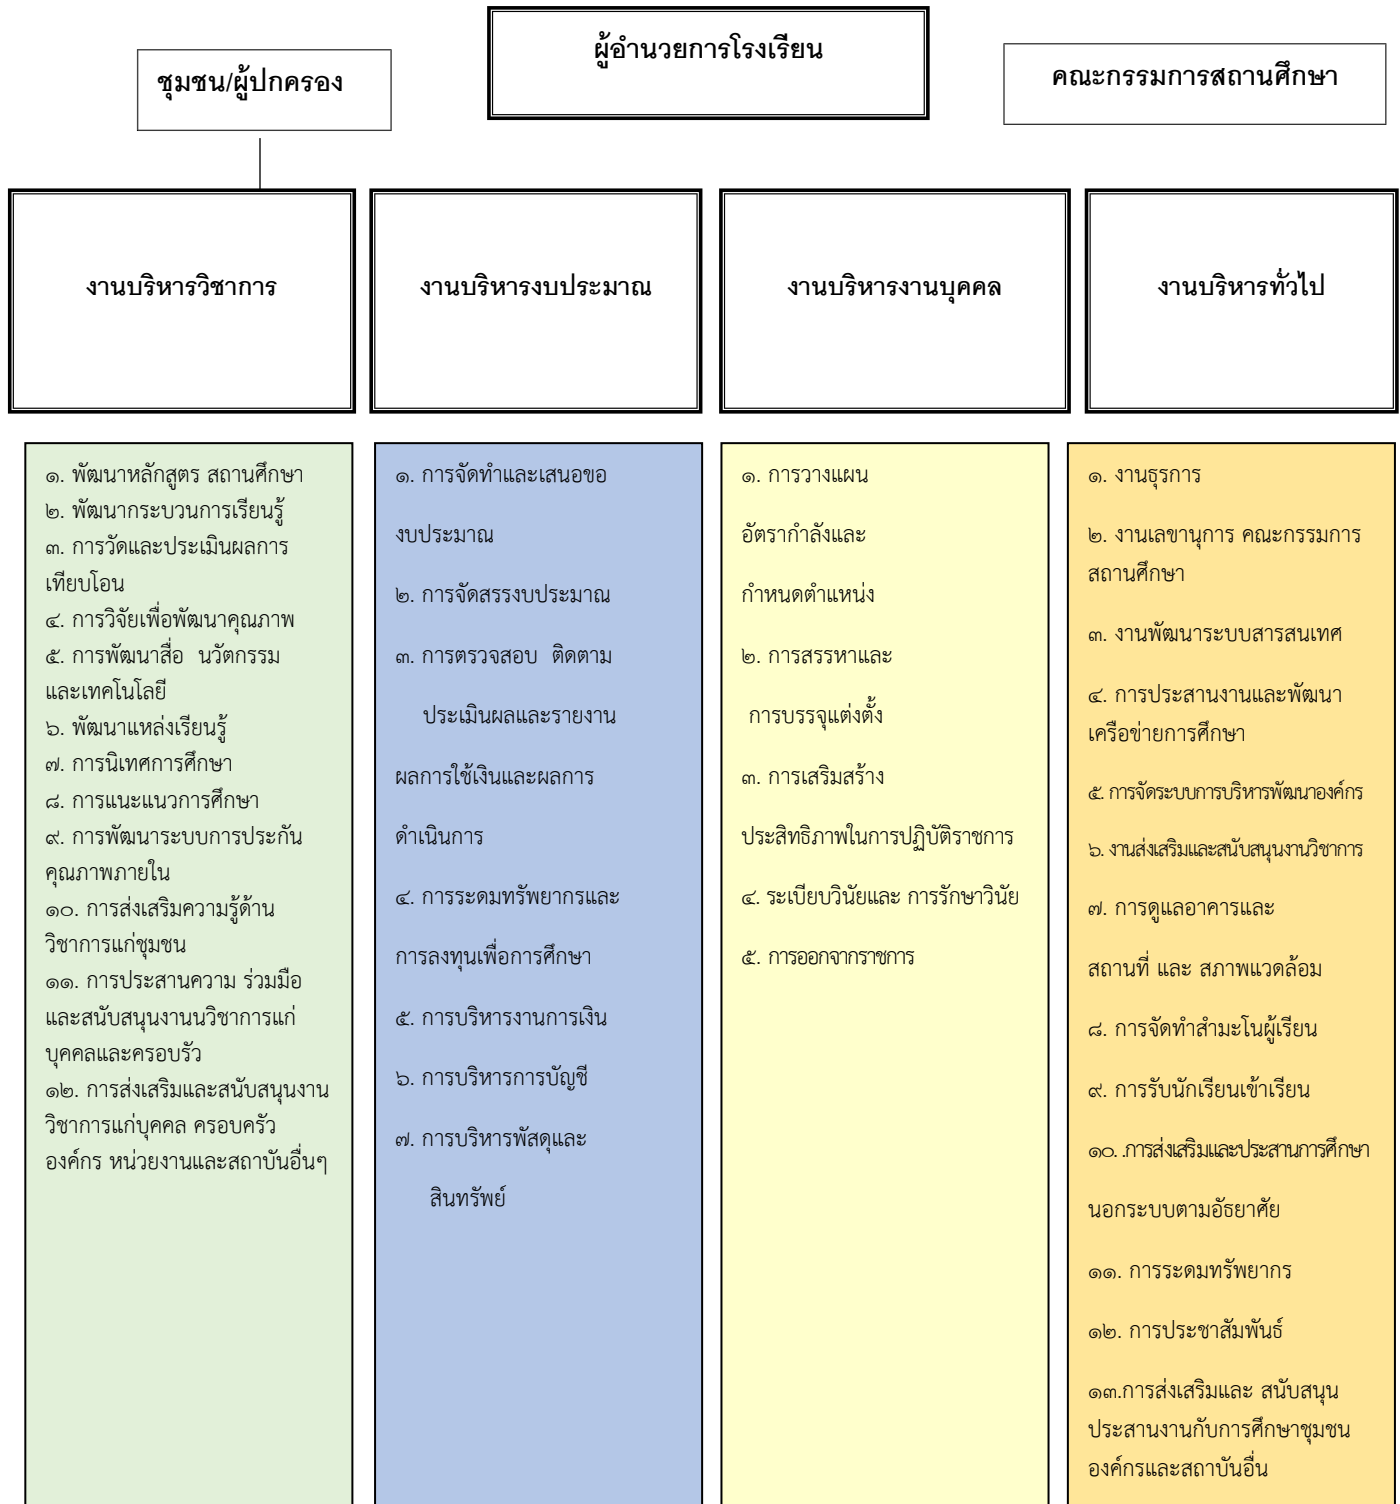 ผู้อำนวยการโรงเรียน
ชุมชน/ผู้ปกครอง
คณะกรรมการสถานศึกษา
งานบริหารวิชาการ
งานบริหารงบประมาณ
งานบริหารงานบุคคล
งานบริหารทั่วไป
๑. พัฒนาหลักสูตร สถานศึกษา
๒. พัฒนากระบวนการเรียนรู้
๓. การวัดและประเมินผลการ
เทียบโอน
๔. การวิจัยเพื่อพัฒนาคุณภาพ
๕. การพัฒนาสื่อ  นวัตกรรม
และเทคโนโลยี
๖. พัฒนาแหล่งเรียนรู้
๗. การนิเทศการศึกษา
๘. การแนะแนวการศึกษา
๙. การพัฒนาระบบการประกัน
คุณภาพภายใน
๑๐. การส่งเสริมความรู้ด้าน
วิชาการแก่ชุมชน
๑๑. การประสานความ ร่วมมือ
และสนับสนุนงานนวิชาการแก่
บุคคลและครอบรัว
๑๒. การส่งเสริมและสนับสนุนงาน
วิชาการแก่บุคคล ครอบครัว
องค์กร หน่วยงานและสถาบันอื่นๆ
๑. การจัดทำและเสนอขอ
งบประมาณ
๒. การจัดสรรงบประมาณ
๓. การตรวจสอบ  ติดตาม
ประเมินผลและรายงาน
ผลการใช้เงินและผลการ
ดำเนินการ
๔. การระดมทรัพยากรและ
การลงทุนเพื่อการศึกษา
๕. การบริหารงานการเงิน
๖. การบริหารการบัญชี
๗. การบริหารพัสดุและ
สินทรัพย์
๑. การวางแผน
อัตรากำลังและ
กำหนดตำแหน่ง
๒. การสรรหาและ
การบรรจุแต่งตั้ง
๓. การเสริมสร้าง
ประสิทธิภาพในการปฏิบัติราชการ
๔. ระเบียบวินัยและ การรักษาวินัย
๕. การออกจากราชการ
๑. งานธุรการ
๒. งานเลขานุการ คณะกรรมการ
สถานศึกษา
๓. งานพัฒนาระบบสารสนเทศ
๔. การประสานงานและพัฒนา
เครือข่ายการศึกษา
๕. การจัดระบบการบริหารพัฒนาองค์กร
๖. งานส่งเสริมและสนับสนุนงานวิชาการ
๗. การดูแลอาคารและ
สถานที่ และ สภาพแวดล้อม
๘. การจัดทำสำมะโนผู้เรียน
๙. การรับนักเรียนเข้าเรียน
๑๐. .การส่งเสริมและประสานการศึกษา
นอกระบบตามอัธยาศัย
๑๑. การระดมทรัพยากร
๑๒. การประชาสัมพันธ์
๑๓.การส่งเสริมและ สนับสนุน
ประสานงานกับการศึกษาชุมชน
องค์กรและสถาบันอื่น